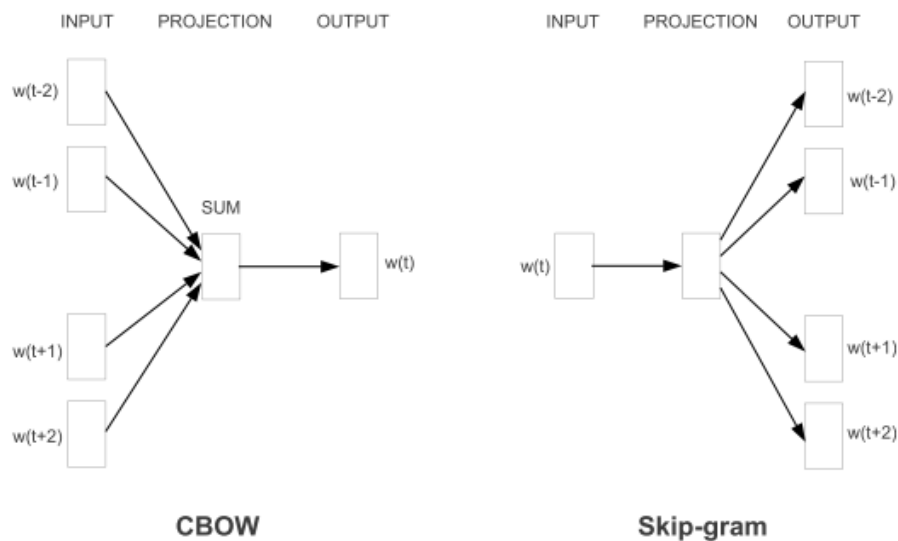 INPUT PROJECTION OUTPUT
w(t-2)
w(t-1)
SUM
w(t)
w(t+1)
w(t+2)
CBOW
INPUT PROJECTION OUTPUT
w(t-2)
w(t-1)
w(t)
w(t+1)
w(t+2)
Skip-gram